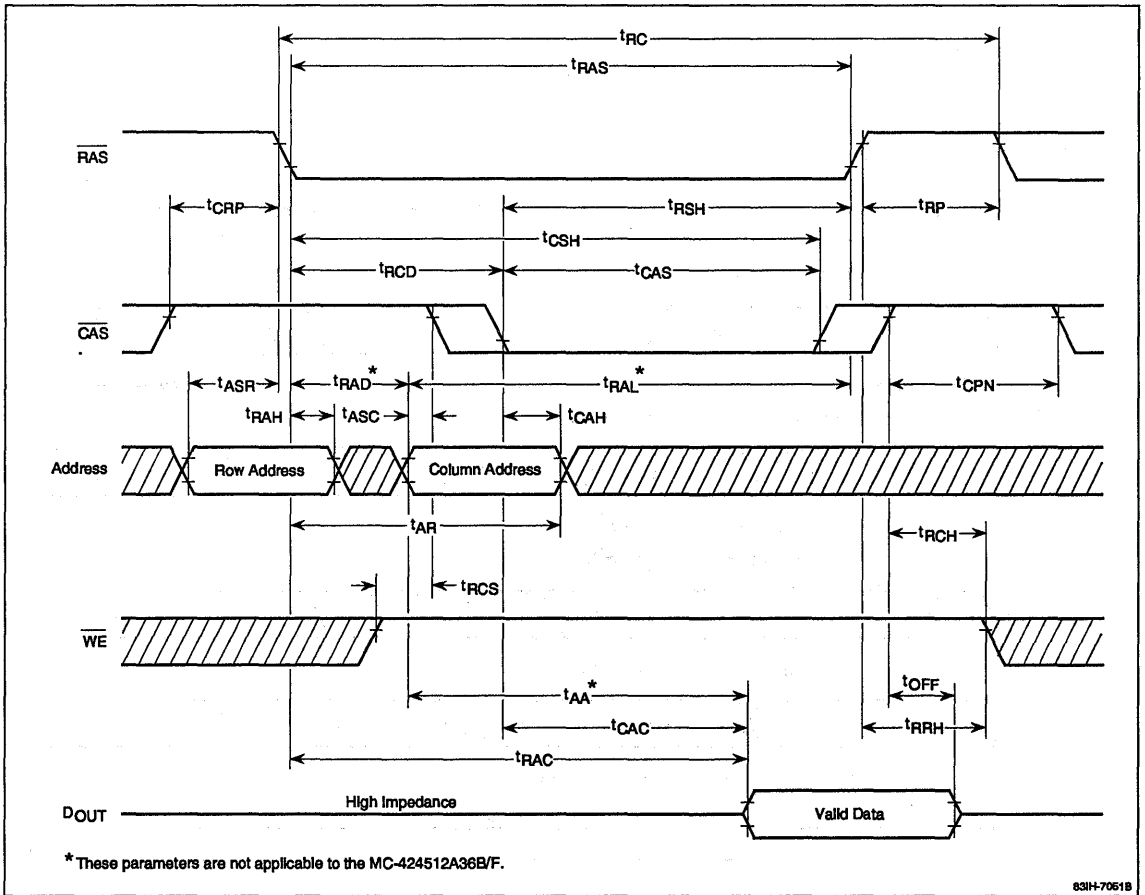 tRC
tRAS
RAS
tCRP
tRSH
tRP
tCSH
tRCD
tCAS
CAS
tASR
tRAD*
tRAL*
tCPN
tRAH
tASC
tCAH
Address
Row Address
Column Address
tAR
tRCH
tRCS
WE
tAA*
tOFF
tCAC
tRRH
tRAC
High Impedance
DOUT
Valid Data
* These parameters are not applicable to the MC-424512A36B/F.
83IH-7051B